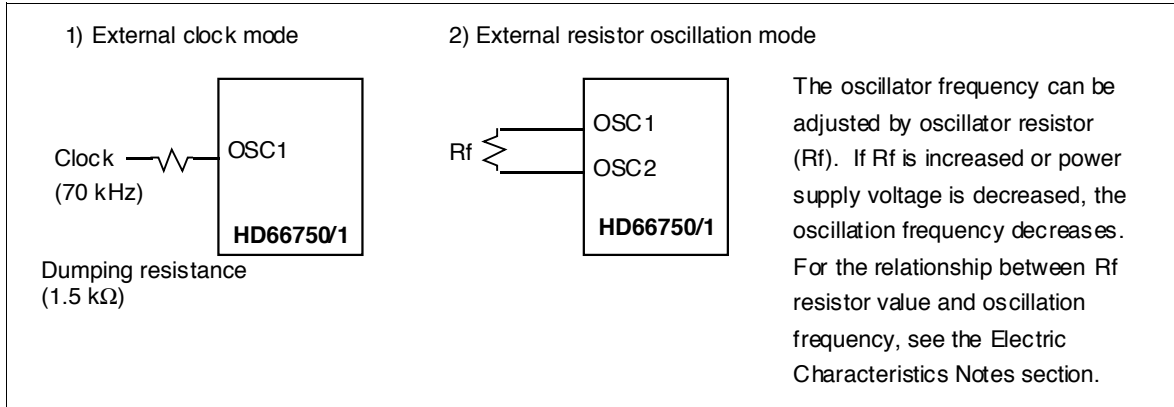 1) External clock mode
Clock
(70 kHz)
OSC1
HD66750/1
Dumping resistance
(1.5 kΩ)
2) External resistor oscillation mode
Rf
OSC1
OSC2
HD66750/1
The oscillator frequency can be
adjusted by oscillator resistor
(Rf). If Rf is increased or power
supply voltage is decreased, the
oscillation frequency decreases.
For the relationship between Rf
resistor value and oscillation
frequency, see the Electric
Characteristics Notes section.